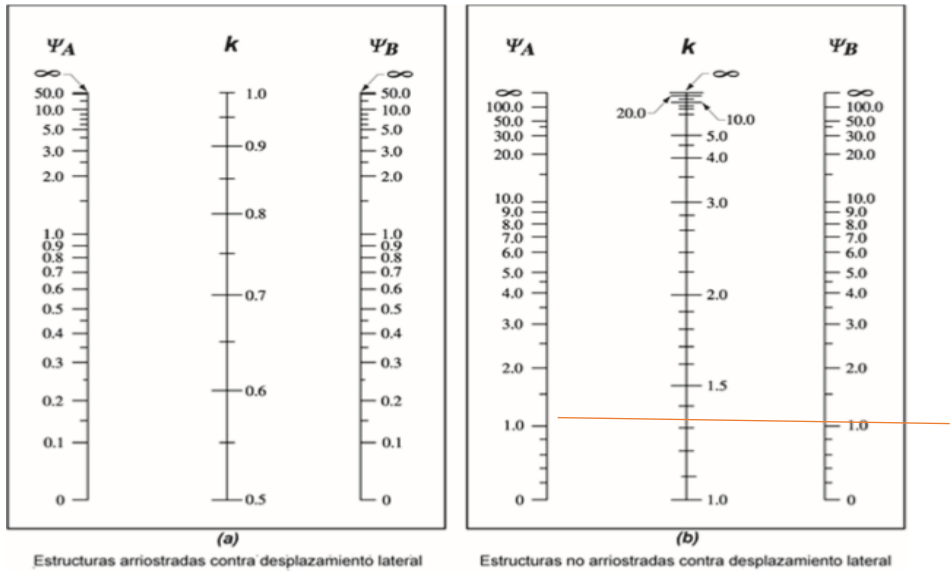 Ψ_A k Ψ_B
∞ ∞
50.0 1.0 50.0
10.0 10.0
5.0 0.9 5.0
3.0 3.0
2.0 2.0
0.8
1.0 1.0
0.9 0.9
0.8 0.8
0.7 0.7 0.7
0.6 0.6
0.5 0.5
0.4 0.4
0.3 0.3
0.6
0.2 0.2
0.1 0.1
0 0.5 0
(a)
Estructuras arriostradas contra desplazamiento lateral
Ψ_A k Ψ_B
∞ ∞ ∞
100.0 20.0 10.0 100.0
50.0 50.0
30.0 5.0 30.0
20.0 4.0 20.0
10.0 3.0 10.0
9.0 9.0
8.0 8.0
7.0 7.0
6.0 6.0
5.0 5.0
4.0 2.0 4.0
3.0 3.0
2.0 2.0
1.5
1.0 1.0
0 1.0 0
(b)
Estructuras no arriostradas contra desplazamiento lateral